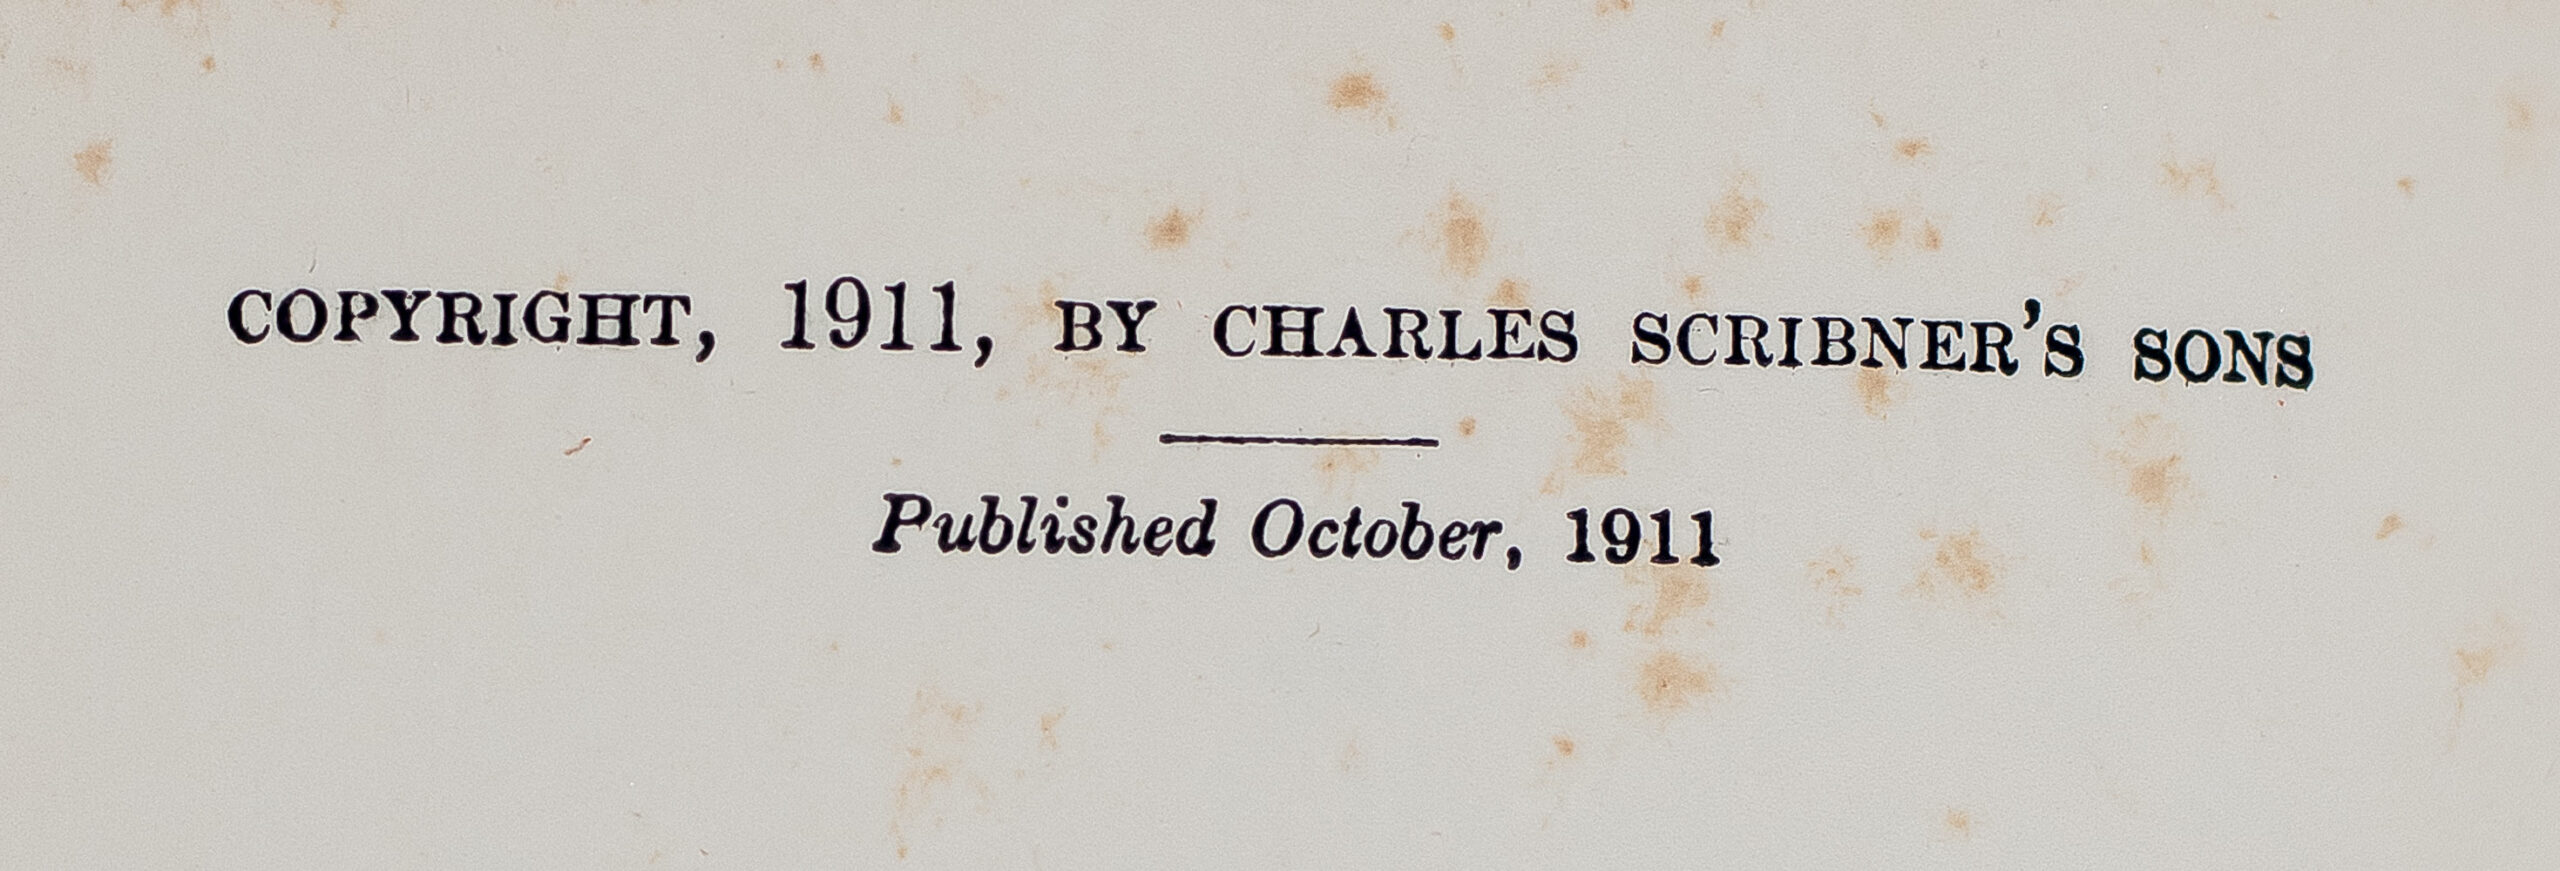 COPYRIGHT, 1911, BY CHARLES SCRIBNER'S SONS
Published October, 1911